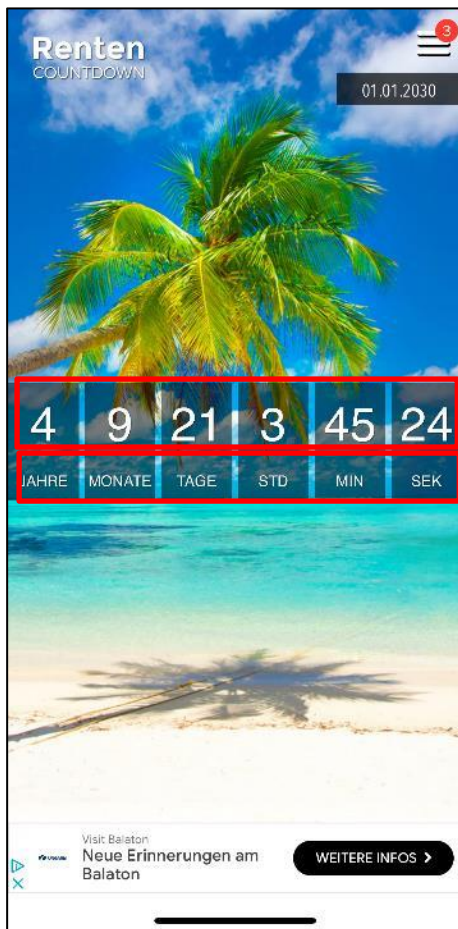 Renten
3
COUNTDOWN
01.01.2030
4 9 21 3 45 24
JAHRE MONATE TAGE STD MIN SEK
Visit Balaton
Neue Erinnerungen am
Balaton
WEITERE INFOS